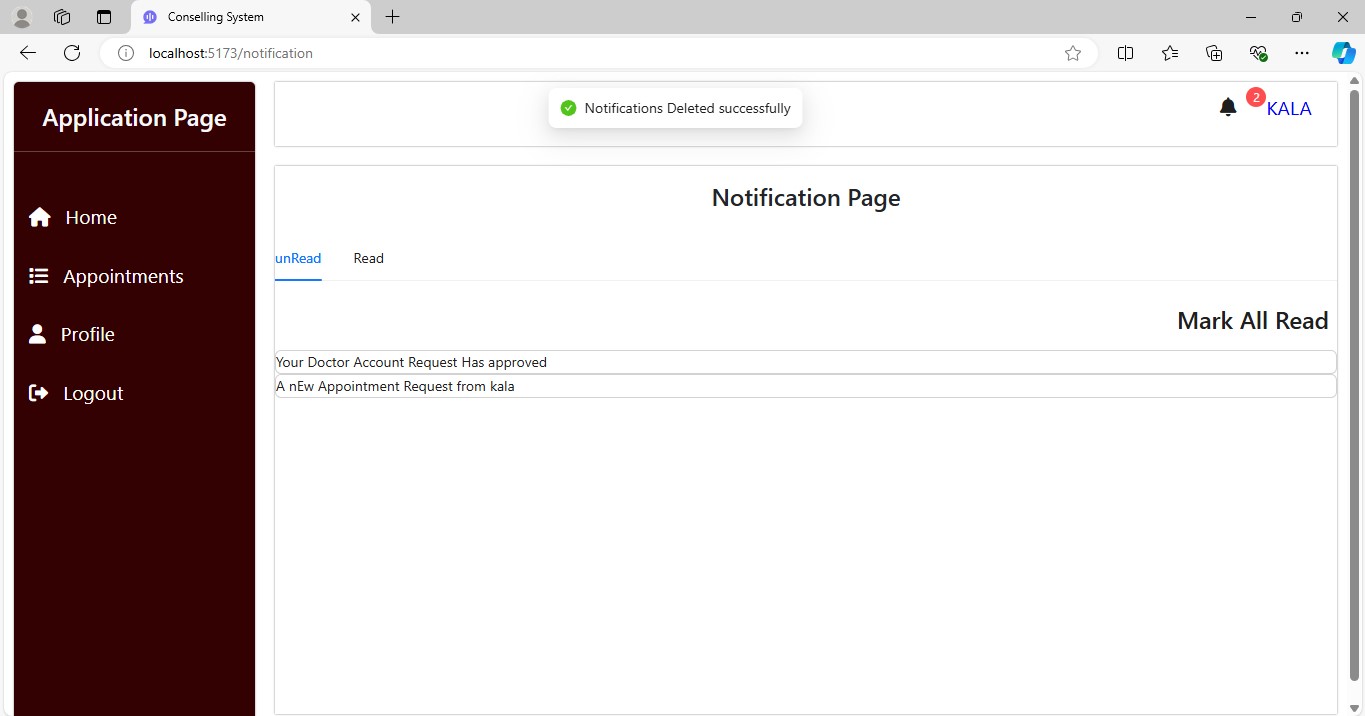 Conselling System
localhost:5173/notification
Application Page
Notifications Deleted successfully
2
KALA
Home
Appointments
Profile
Logout
Notification Page
unRead
Read
Mark All Read
Your Doctor Account Request Has approved
A nEw Appointment Request from kala